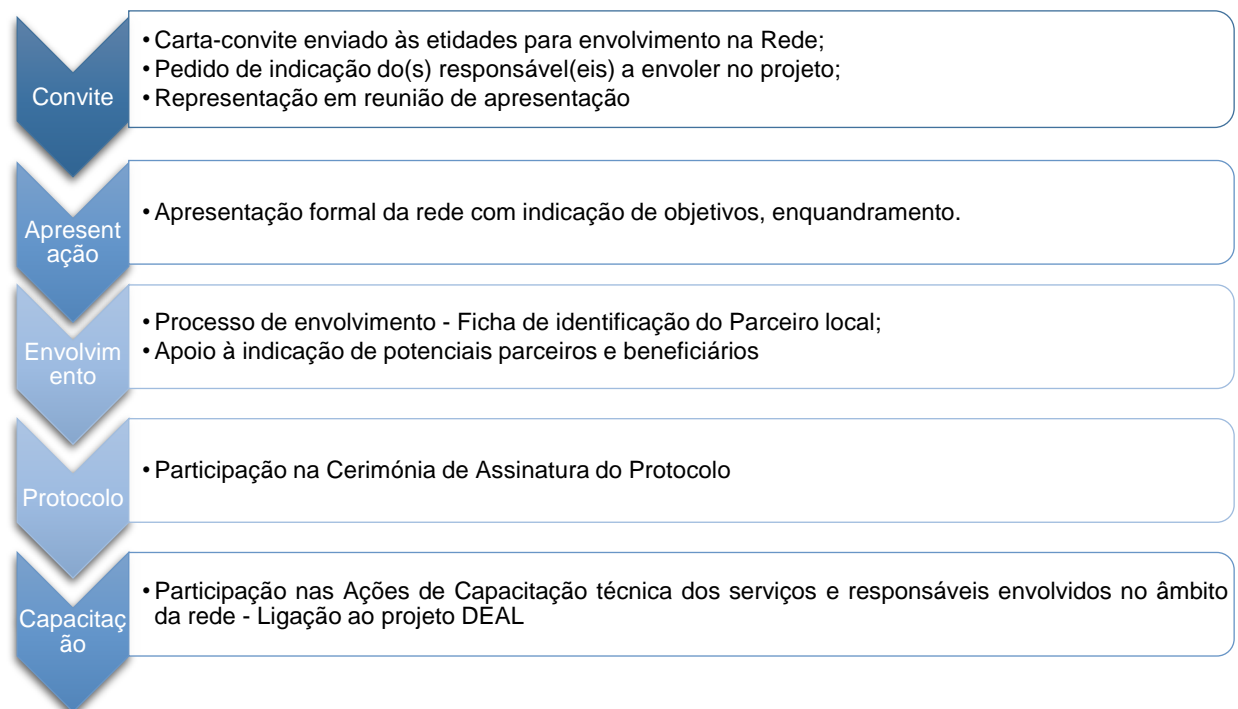 Convite
• Carta-convite enviado às etidades para envolvimento na Rede;
• Pedido de indicação do(s) responsável(eis) a envoler no projeto;
• Representação em reunião de apresentação
Apresent
ação
• Apresentação formal da rede com indicação de objetivos, enquandramento.
Envolvim
ento
• Processo de envolvimento - Ficha de identificação do Parceiro local;
• Apoio à indicação de potenciais parceiros e beneficiários
Protocolo
• Participação na Cerimónia de Assinatura do Protocolo
Capacitaç
ão
• Participação nas Ações de Capacitação técnica dos serviços e responsáveis envolvidos no âmbito
da rede - Ligação ao projeto DEAL